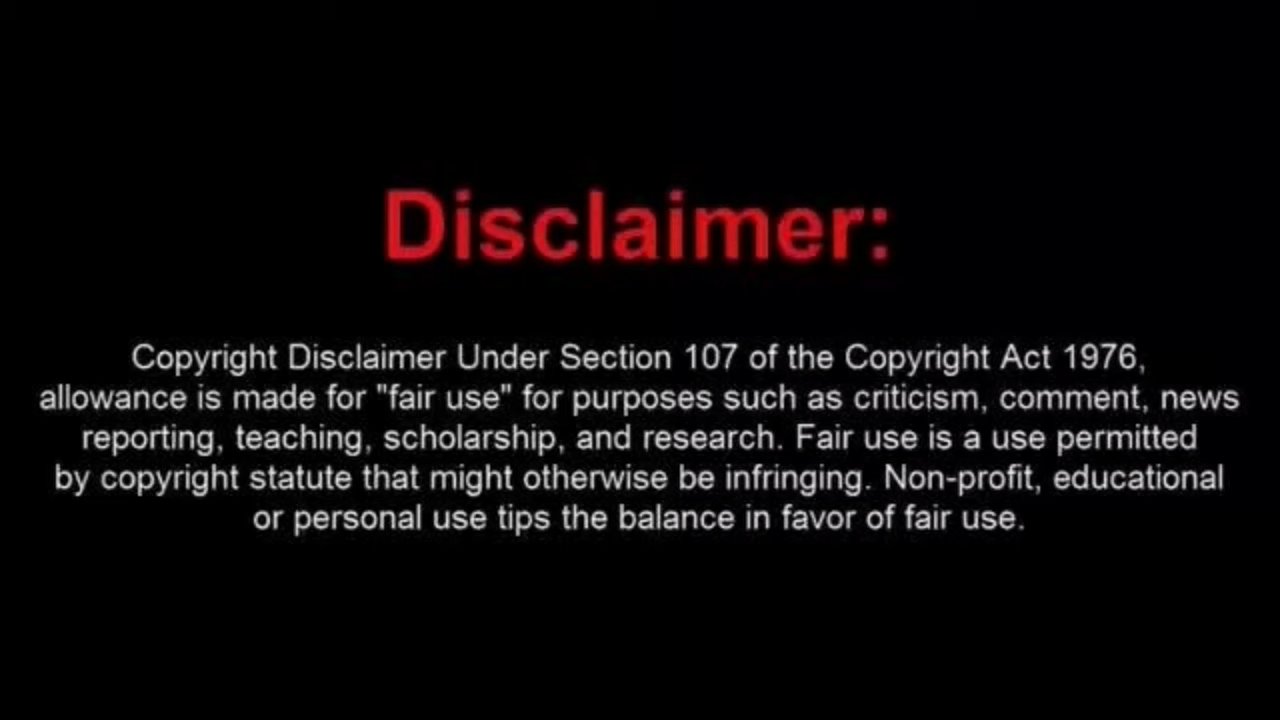 Disclaimer:
Copyright Disclaimer Under Section 107 of the Copyright Act 1976,
allowance is made for "fair use" for purposes such as criticism, comment, news
reporting, teaching, scholarship, and research. Fair use is a use permitted
by copyright statute that might otherwise be infringing. Non-profit, educational
or personal use tips the balance in favor of fair use.